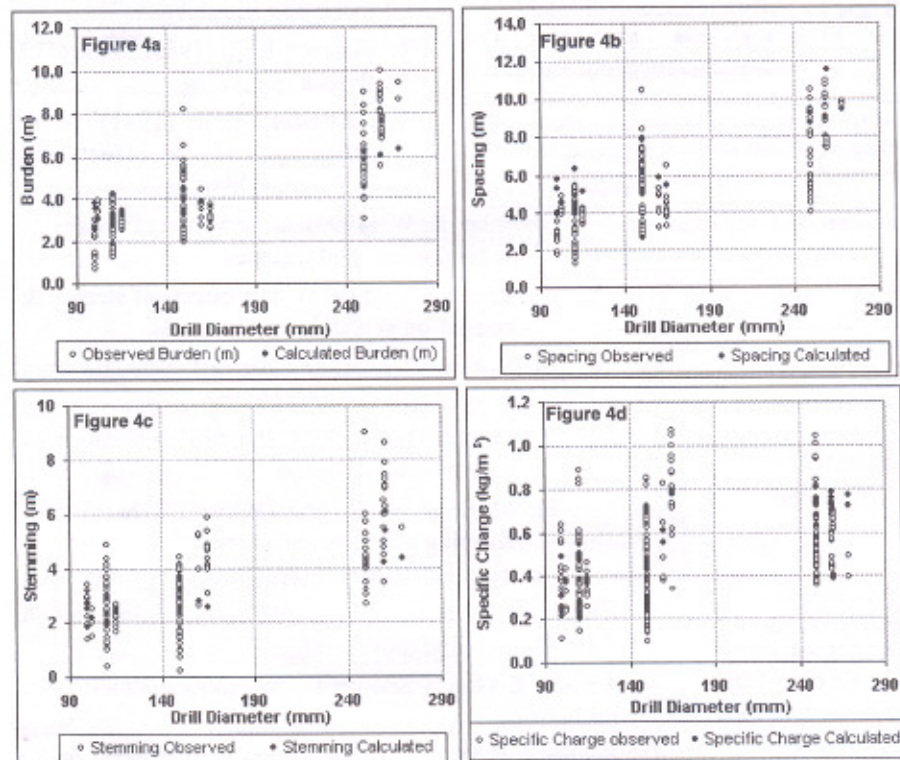 Figure 4a
12.0
10.0
8.0
6.0
4.0
2.0
0.0
Burden (m)
90 140 190 240 290
Drill Diameter (mm)
○ Observed Burden (m) • Calculated Burden (m)
Figure 4b
14.0
12.0
10.0
8.0
6.0
4.0
2.0
0.0
Spacing (m)
90 140 190 240 290
Drill Diameter (mm)
○ Spacing Observed • Spacing Calculated
Figure 4c
10
8
6
4
2
0
Stemming (m)
90 140 190 240 290
Drill Diameter (mm)
○ Stemming Observed • Stemming Calculated
Figure 4d
1.2
1.0
0.8
0.6
0.4
0.2
0.0
Specific Charge (kg/m³)
90 140 190 240 290
Drill Diameter (mm)
○ Specific Charge observed • Specific Charge Calculated